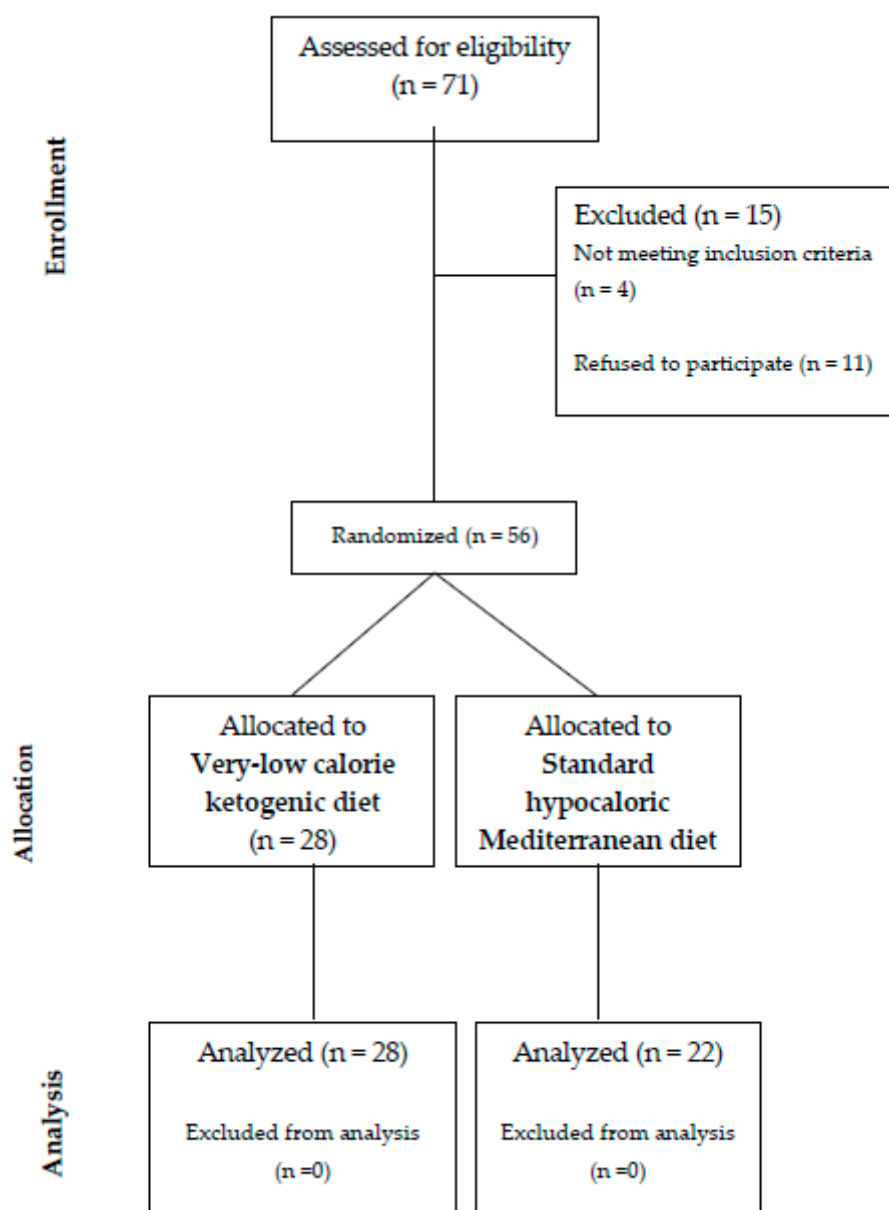 Assessed for eligibility
(n = 71)
Enrollment
Excluded (n = 15)
Not meeting inclusion criteria
(n = 4)
Refused to participate (n = 11)
Randomized (n = 56)
Allocation
Allocated to
Very-low calorie
ketogenic diet
(n = 28)
Allocated to
Standard
hypocaloric
Mediterranean diet
Analysis
Analyzed (n = 28)
Excluded from analysis
(n =0)
Analyzed (n = 22)
Excluded from analysis
(n =0)